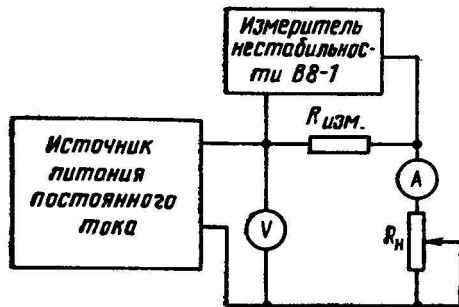 Измеритель
нестабильнос-
ти В8-1
Rизм.
Источник
питания
постоянного
тока
A
V
Rн